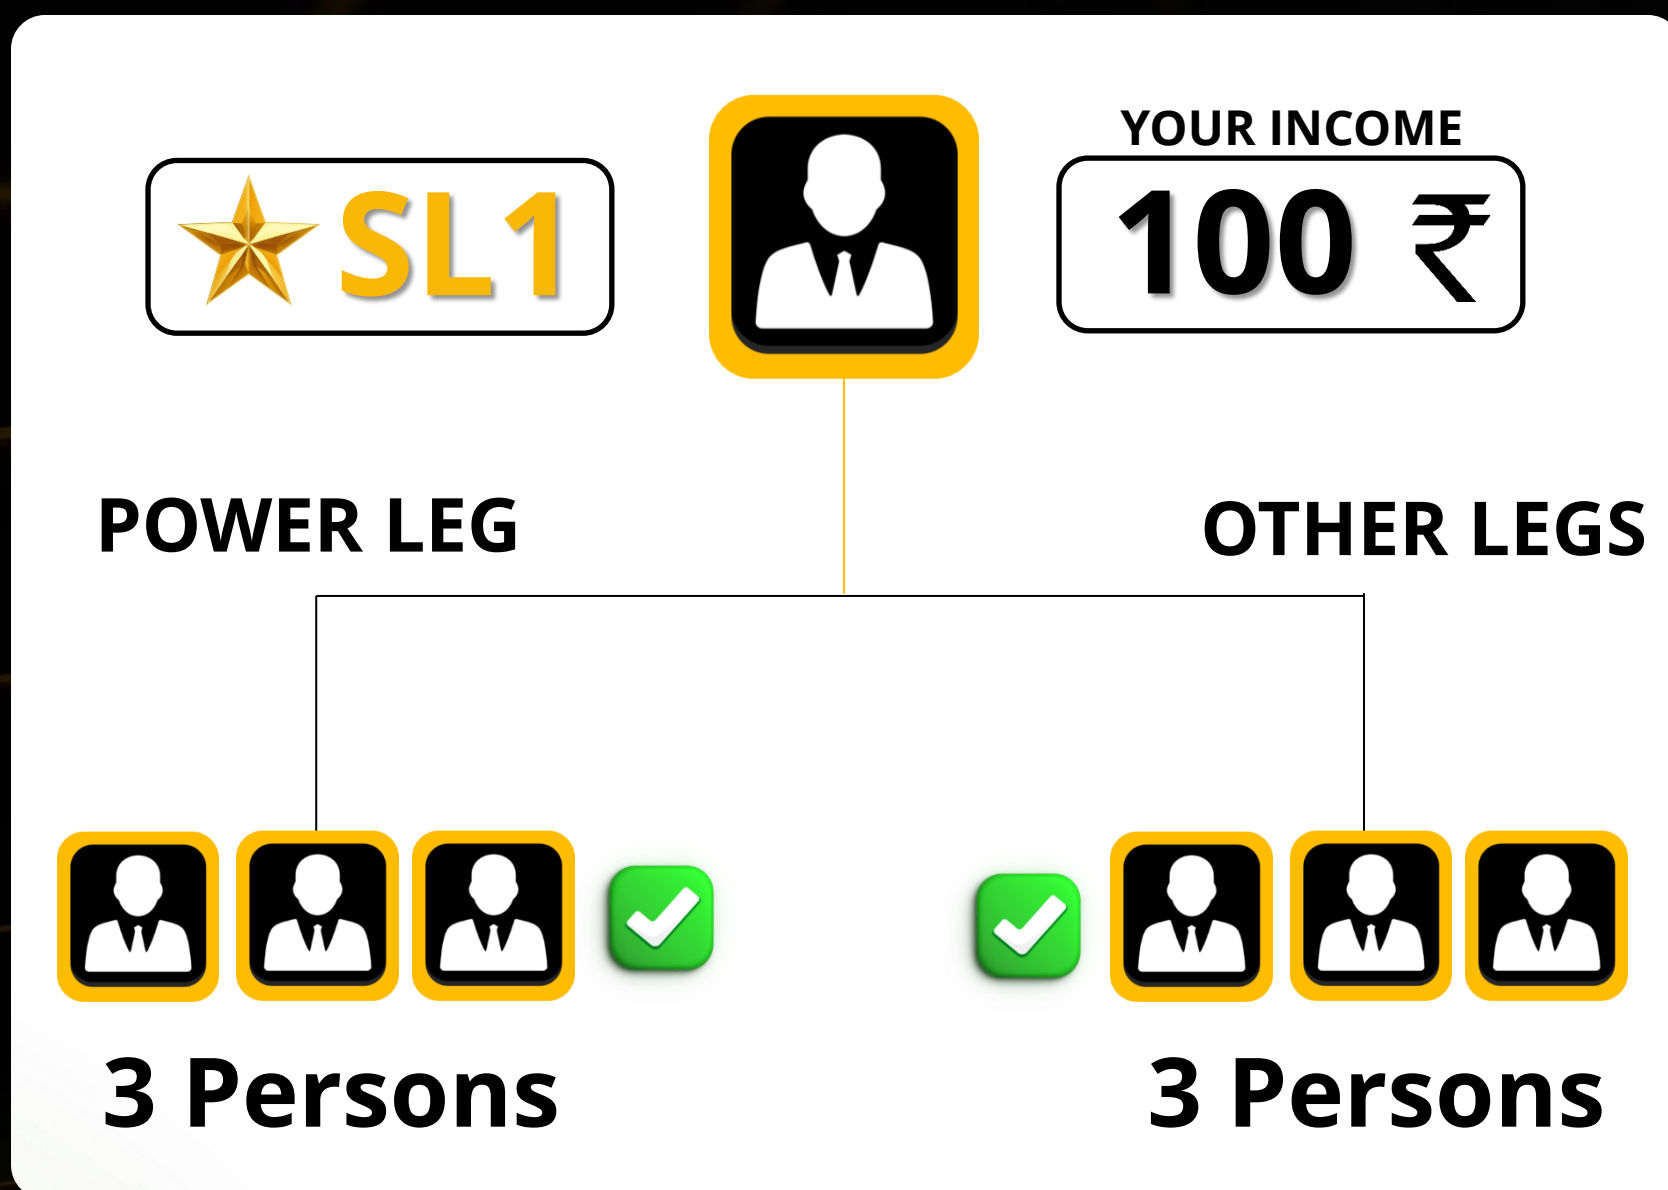 SL1
YOUR INCOME
100 ₹
POWER LEG
OTHER LEGS
3 Persons
3 Persons